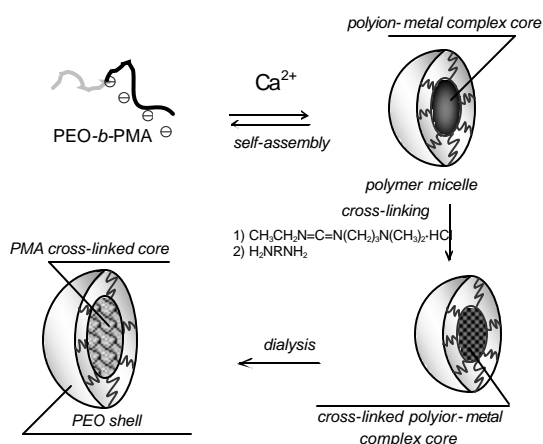 polyion-metal complex core
Ca²⁺
PEO-b-PMA
self-assembly
polymer micelle
cross-linking
1) CH₃CH₂N=C=N(CH₂)₃N(CH₃)₂·HCl
2) H₂NRNH₂
PMA cross-linked core
dialysis
PEO shell
cross-linked polyion-metal
complex core